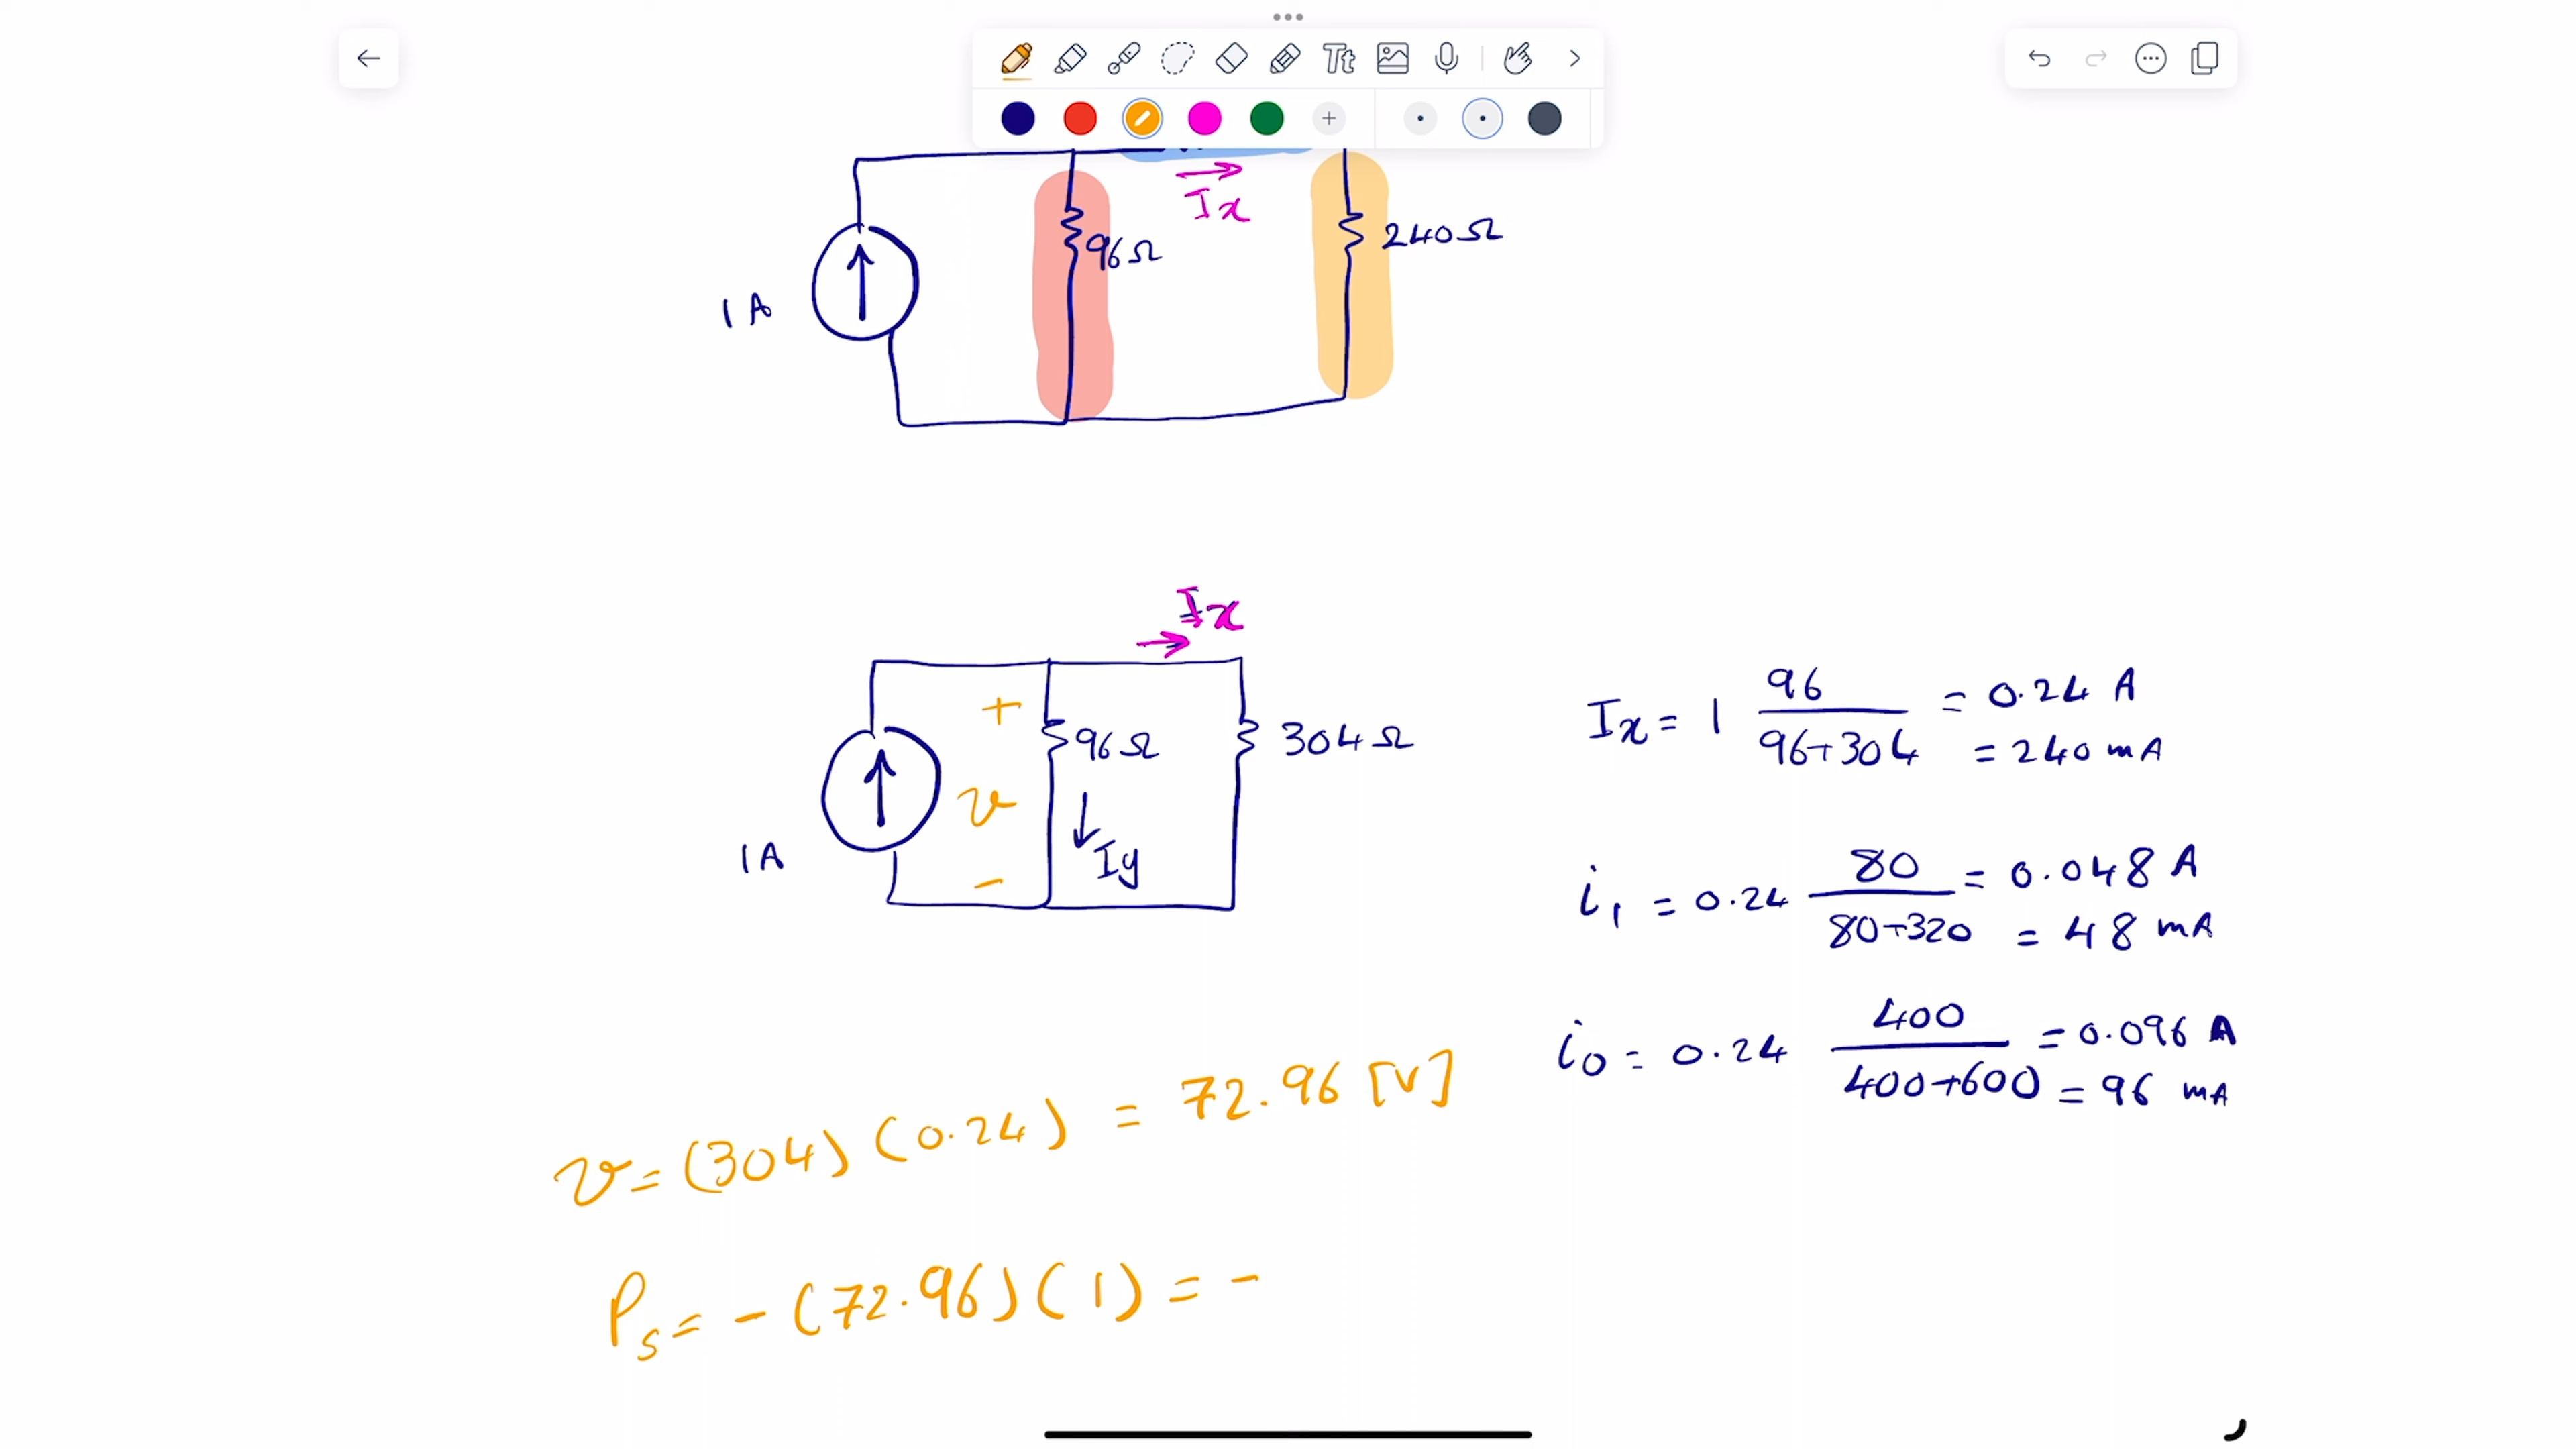 Tt
Ix
96Ω
240Ω
1 A
Ix
+
96Ω
304Ω
v
Iy
-
1A
Ix = 1 96 / 96+304 = 0.24 A
= 240 mA
i1 = 0.24 80 / 80+320 = 0.048 A
= 48 mA
i0 = 0.24 400 / 400+600 = 0.096 A
= 96 mA
v = (304) (0.24) = 72.96 [V]
Ps = - (72.96) (1) = -